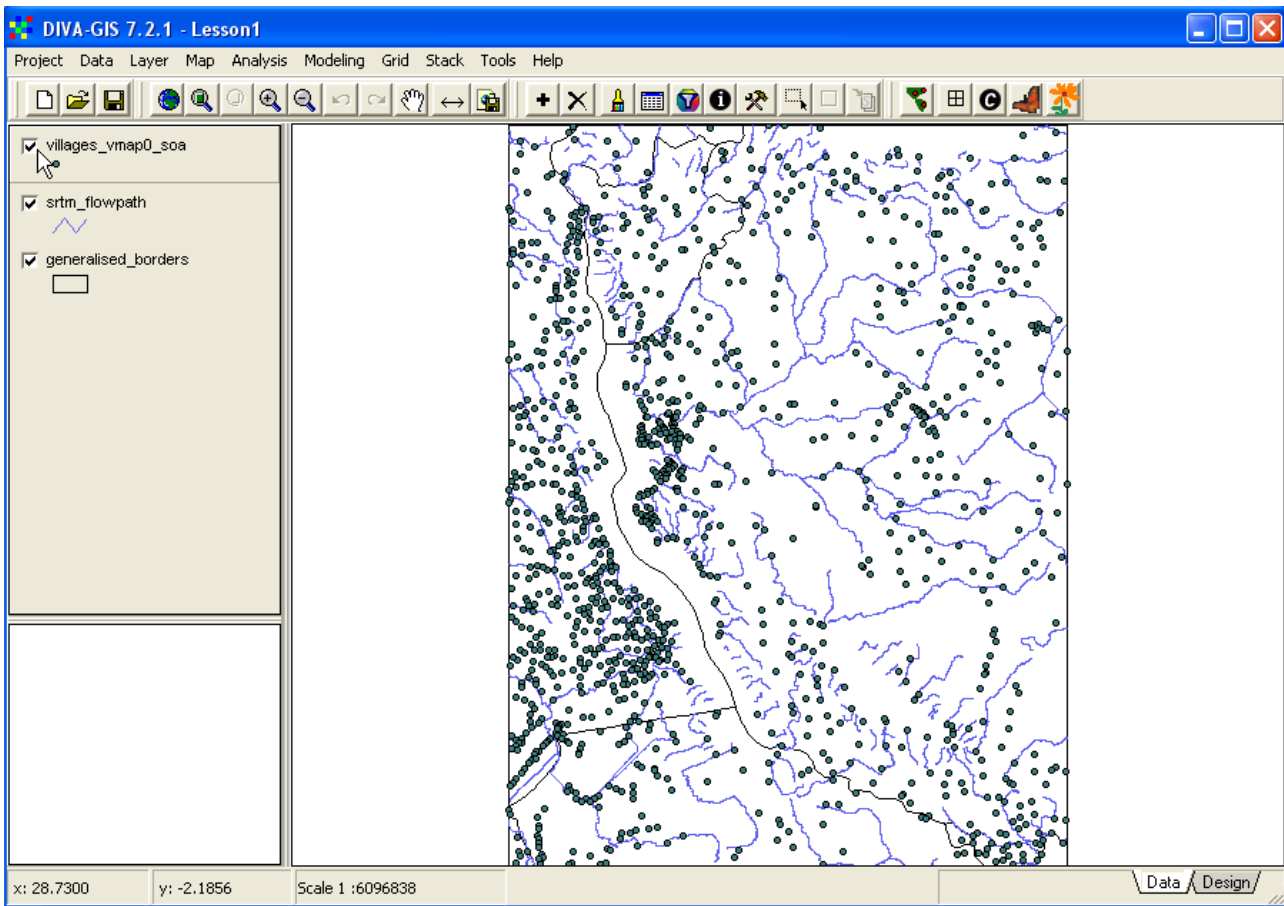 DIVA-GIS 7.2.1 - Lesson1
Project Data Layer Map Analysis Modeling Grid Stack Tools Help
villages_vmap0_soa
srtm_flowpath
generalised_borders
x: 28.7300 y: -2.1856 Scale 1 :6096838 Data Design